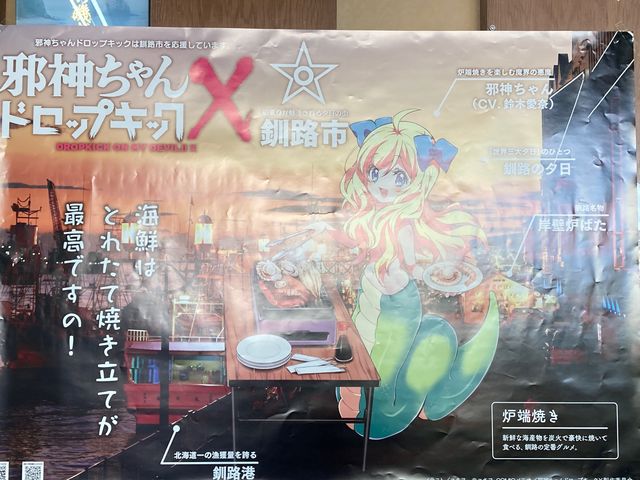 邪神ちゃんドロップキックは釧路市を応援しています。
邪神ちゃん
ドロップキックX
DROPKICK ON MY DEVIL!! X
釧路市
炉端焼きを楽しむ魔界の悪魔
邪神ちゃん
(CV.鈴木愛奈)
世界三大夕日のひとつ
釧路の夕日
釧路名物
岸壁炉ばた
海鮮は
とれたて焼き立てが
最高ですの!
炉端焼き
新鮮な海産物を炭火で豪快に焼いて
食べる、釧路の定番グルメ。
北海道一の漁獲量を誇る
釧路港